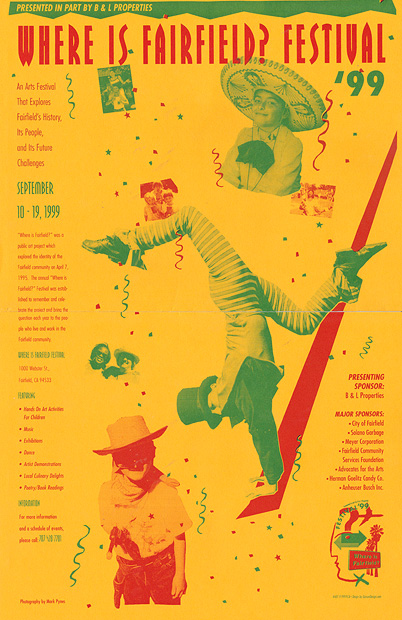 PRESENTED IN PART BY B & L PROPERTIES
WHERE IS FAIRFIELD? FESTIVAL
'99
An Arts Festival
That Explores
Fairfield's History,
Its People,
and Its Future
Challenges
SEPTEMBER
10 - 19, 1999
"Where is Fairfield?" was a
public art project which
explored the identity of the
Fairfield community on April 7,
1995. The annual "Where is
Fairfield?" Festival was estab-
lished to remember and cele-
brate the project and bring the
question each year to the peo-
ple who live and work in the
Fairfield community.
WHERE IS FAIRFIELD FESTIVAL
Webster St.,
Fairfield, CA 94533
FEATURING
• Hands On Art Activities
For Children
• Music
• Exhibitions
• Dance
• Artist Demonstrations
• Local Culinary Delights
• Poetry/Book Readings
INFORMATION
For more information
and a schedule of events,
please call
Photography by Mark Pynes
PRESENTING
SPONSOR:
B & L Properties
MAJOR SPONSORS:
• City of Fairfield
• Solano Garbage
• Meyer Corporation
• Fairfield Community
Services Foundation
• Advocates for the Arts
• Herman Goelitz Candy Co.
• Anheuser Busch Inc.
FESTIVAL '99
Where is
Fairfield?